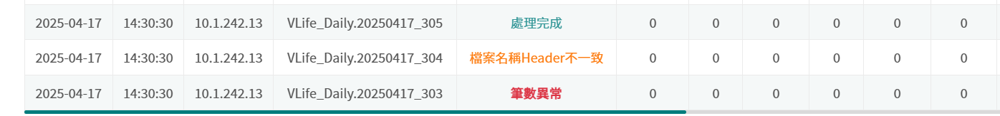 2025-04-17 14:30:30 10.1.242.13 VLife_Daily.20250417_305 處理完成 0 0 0 0 0 0
2025-04-17 14:30:30 10.1.242.13 VLife_Daily.20250417_304 檔案名稱Header不一致 0 0 0 0 0 0
2025-04-17 14:30:30 10.1.242.13 VLife_Daily.20250417_303 筆數異常 0 0 0 0 0 0